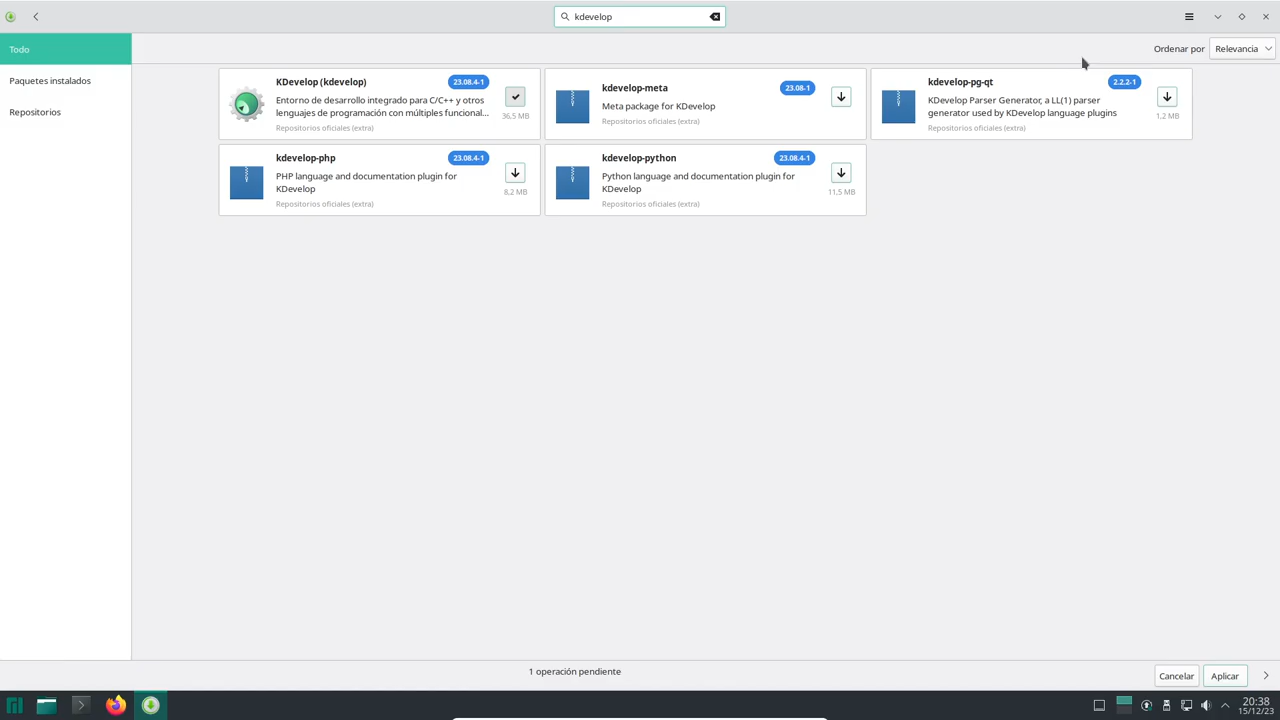 kdevelop
Todo
Paquetes instalados
Repositorios
Ordenar por
Relevancia
KDevelop (kdevelop)
23.08.4-1
Entorno de desarrollo integrado para C/C++ y otros
lenguajes de programación con múltiples funcional...
Repositorios oficiales (extra)
36,5 MB
kdevelop-meta
23.08-1
Meta package for KDevelop
Repositorios oficiales (extra)
kdevelop-pg-qt
2.2.2-1
KDevelop Parser Generator, a LL(1) parser
generator used by KDevelop language plugins
Repositorios oficiales (extra)
1,2 MB
kdevelop-php
23.08.4-1
PHP language and documentation plugin for
KDevelop
Repositorios oficiales (extra)
8,2 MB
kdevelop-python
23.08.4-1
Python language and documentation plugin for
KDevelop
Repositorios oficiales (extra)
11,5 MB
1 operación pendiente
Cancelar
Aplicar
20:38
15/12/23